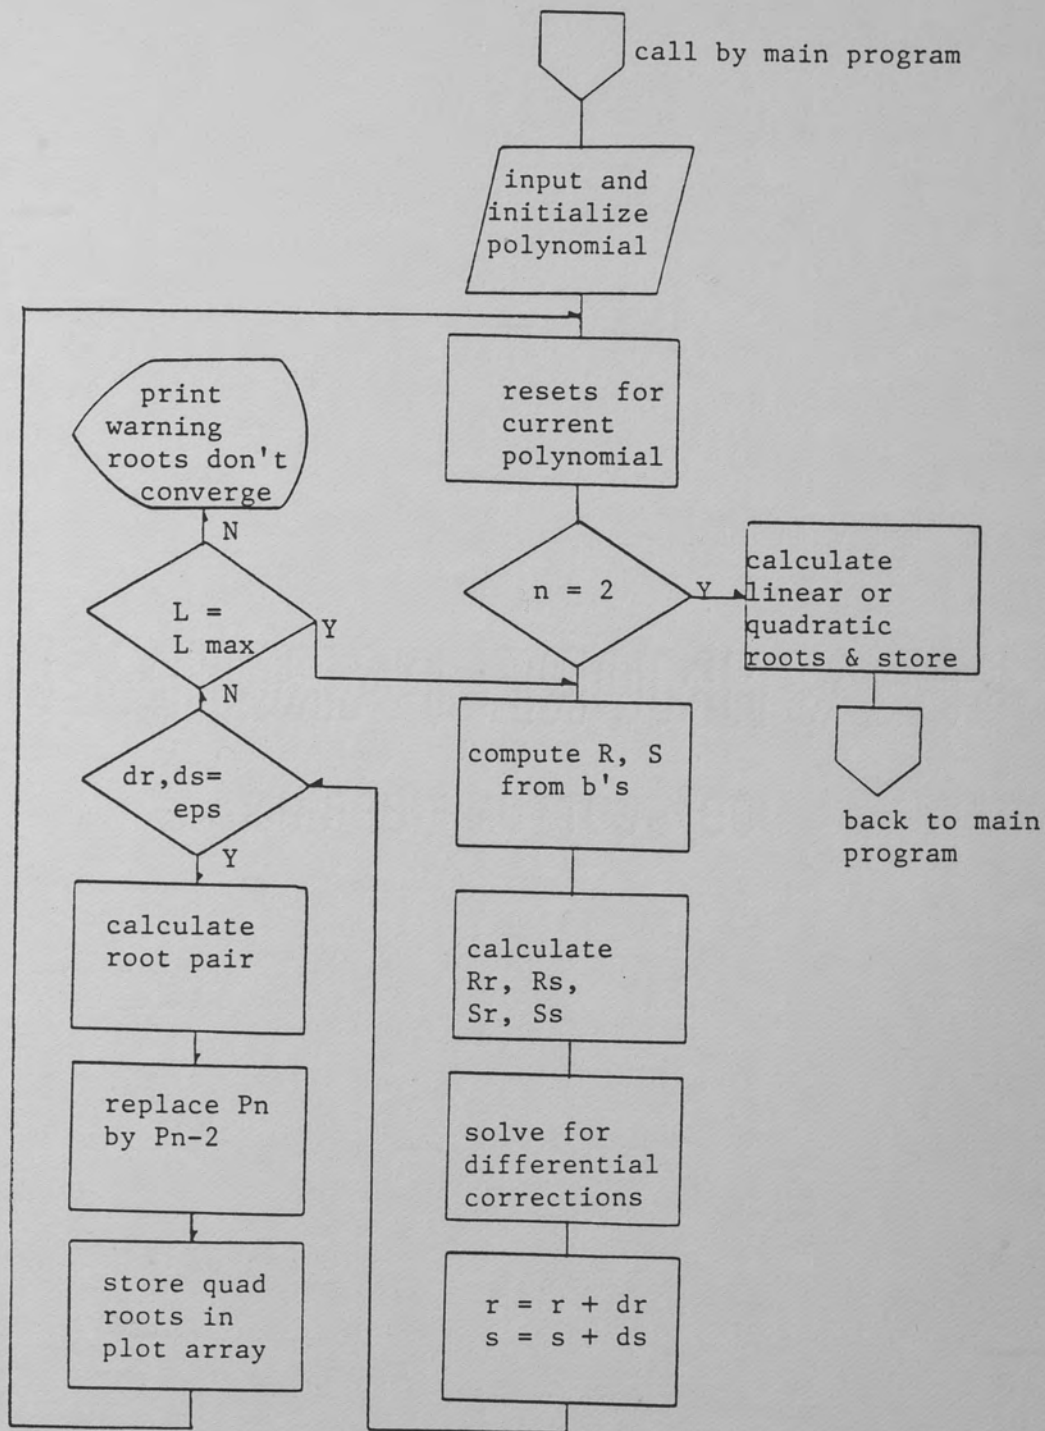 call by main program
input and
initialize
polynomial
resets for
current
polynomial
n = 2
Y
calculate
linear or
quadratic
roots & store
back to main
program
compute R, S
from b's
calculate
Rr, Rs,
Sr, Ss
solve for
differential
corrections
r = r + dr
s = s + ds
dr,ds=
eps
N
Y
L =
L max
N
Y
print
warning
roots don't
converge
calculate
root pair
replace Pn
by Pn-2
store quad
roots in
plot array